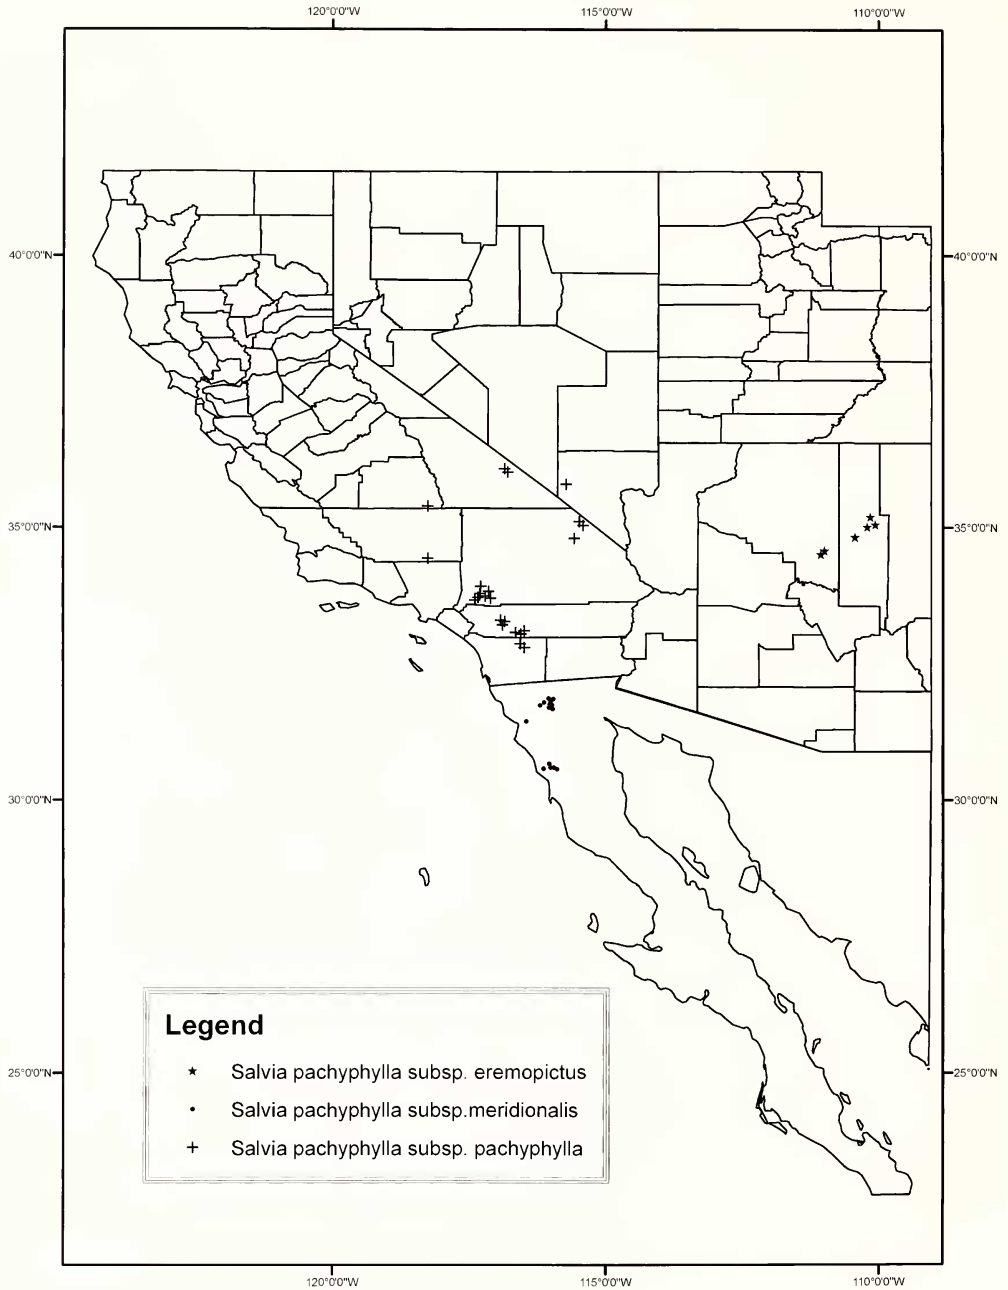 120°0'0"W 115°0'0"W 110°0'0"W
40°0'0"N 40°0'0"N
35°0'0"N 35°0'0"N
30°0'0"N 30°0'0"N
25°0'0"N 25°0'0"N
Legend
Salvia pachyphylla subsp. eremopictus
Salvia pachyphylla subsp.meridionalis
Salvia pachyphylla subsp. pachyphylla
120°0'0"W 115°0'0"W 110°0'0"W